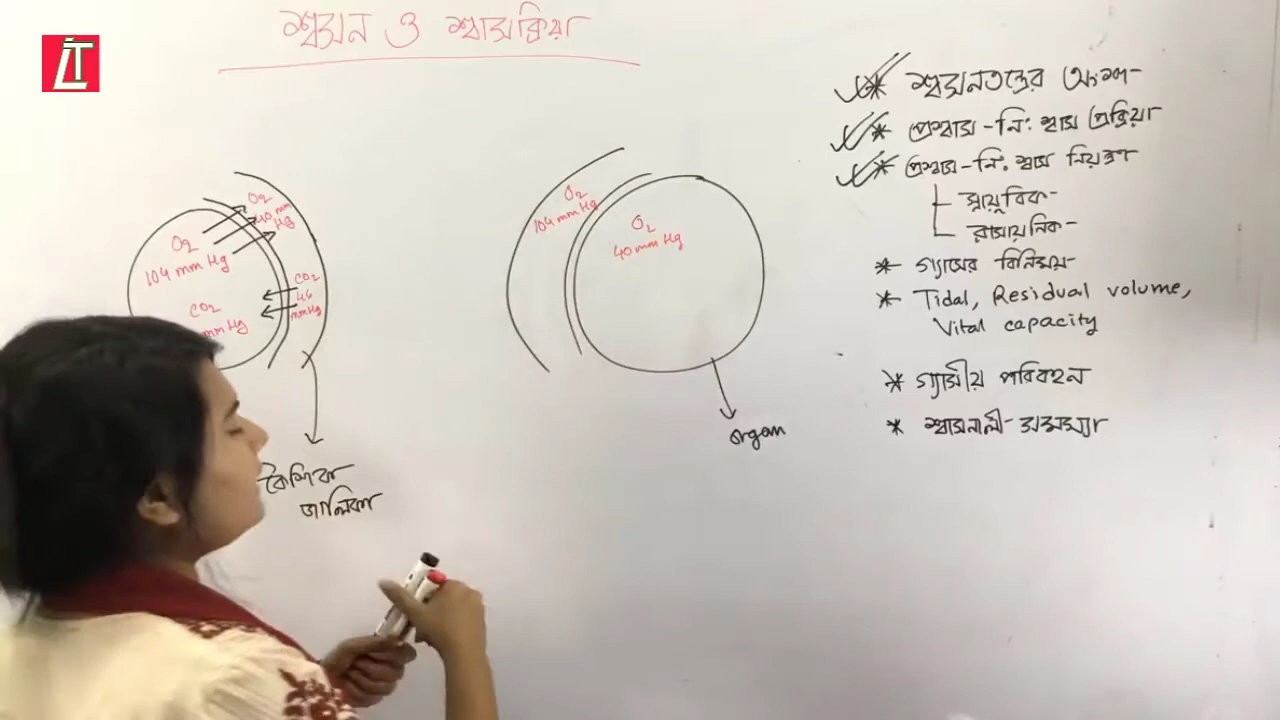 LT
শ্বসন ও শ্বাসক্রিয়া
O2
40 mm
Hg
O2
104 mm Hg
CO2
46
mmHg
CO2
mm Hg
কৈশিক
জালিকা
O2
104 mm Hg
O2
40 mm Hg
organ
* শ্বসনতন্ত্রের অংশ-
* প্রশ্বাস-নিঃশ্বাস প্রক্রিয়া
* প্রশ্বাস-নিঃশ্বাস নিয়ন্ত্রণ
স্নায়ুবিক-
রাসায়নিক-
* গ্যাসের বিনিময়-
* Tidal, Residual volume,
Vital capacity
* গ্যাসীয় পরিবহন
* শ্বাসনালী-সমস্যা